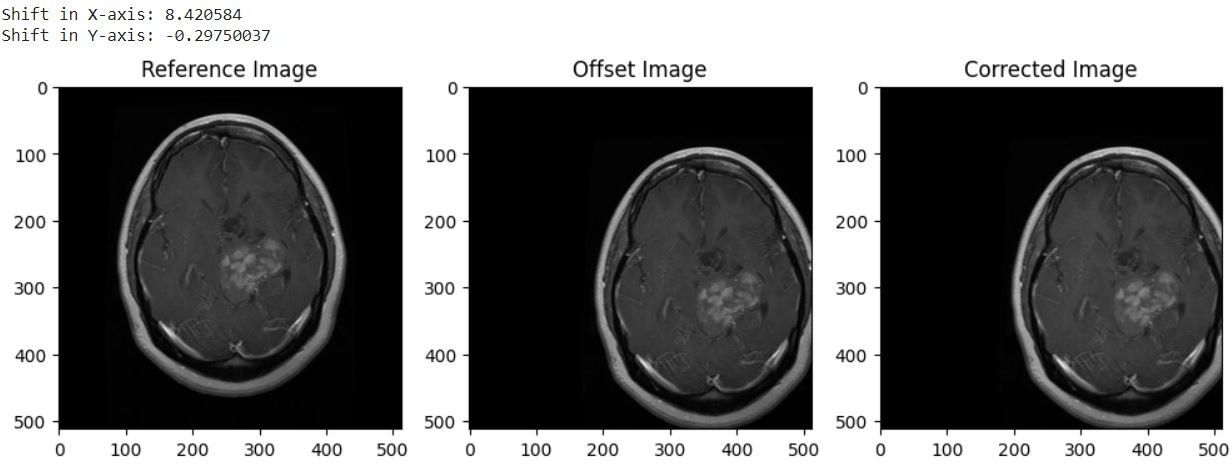 Shift in X-axis: 8.420584
Shift in Y-axis: -0.29750037
Reference Image
Offset Image
Corrected Image
0
100
200
300
400
500
0 100 200 300 400 500
0
100
200
300
400
500
0 100 200 300 400 500
0
100
200
300
400
500
0 100 200 300 400 500